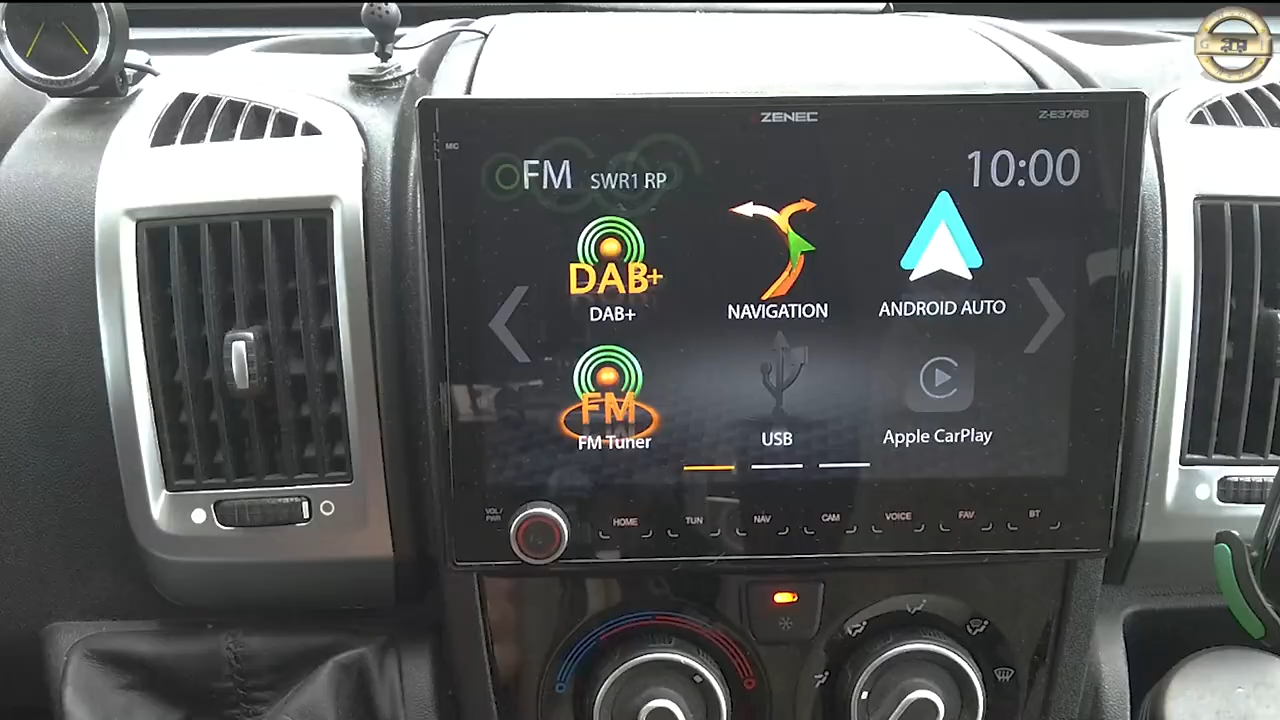 ZENEC
Z-E3766
MIC
FM SWR1 RP
10:00
DAB+
DAB+
NAVIGATION
ANDROID AUTO
FM
FM Tuner
USB
Apple CarPlay
VOL/
PWR
HOME TUN NAV CAM VOICE FAV BT